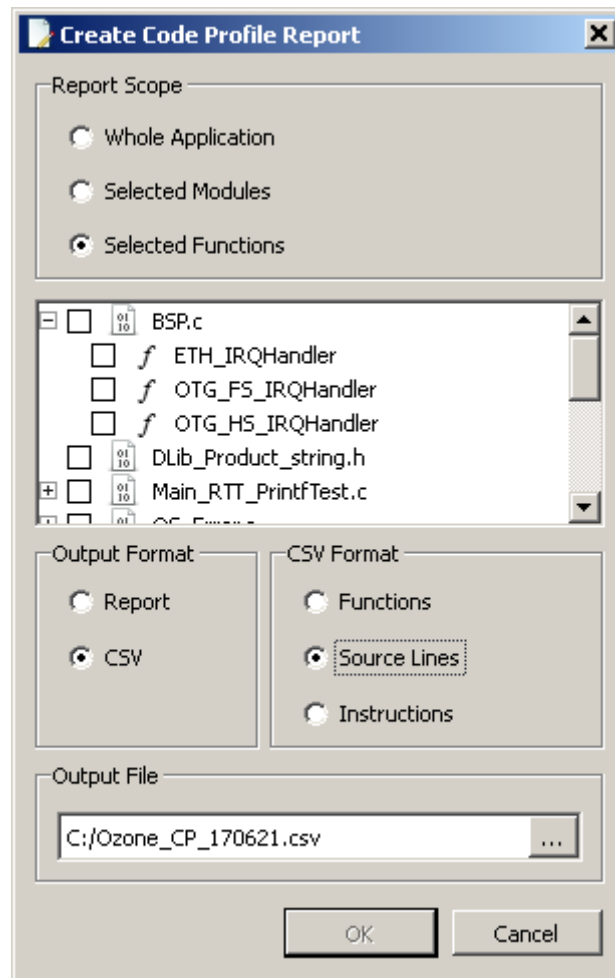 Create Code Profile Report
Report Scope
Whole Application
Selected Modules
Selected Functions
BSP.c
ETH_IRQHandler
OTG_FS_IRQHandler
OTG_HS_IRQHandler
DLib_Product_string.h
Main_RTT_PrintfTest.c
Output Format
Report
CSV
CSV Format
Functions
Source Lines
Instructions
Output File
C:/Ozone_CP_170621.csv
...
OK
Cancel